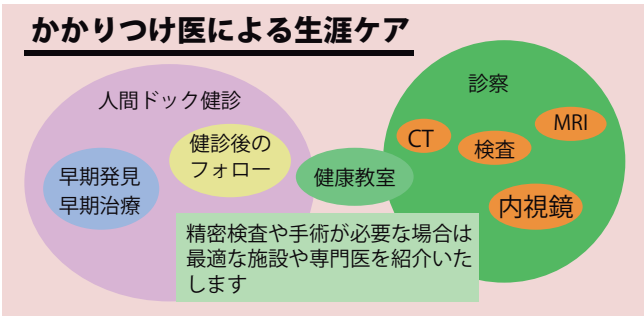 かかりつけ医による生涯ケア
人間ドック健診
早期発見
早期治療
健診後の
フォロー
健康教室
診察
CT
検査
MRI
内視鏡
精密検査や手術が必要な場合は
最適な施設や専門医を紹介いた
します